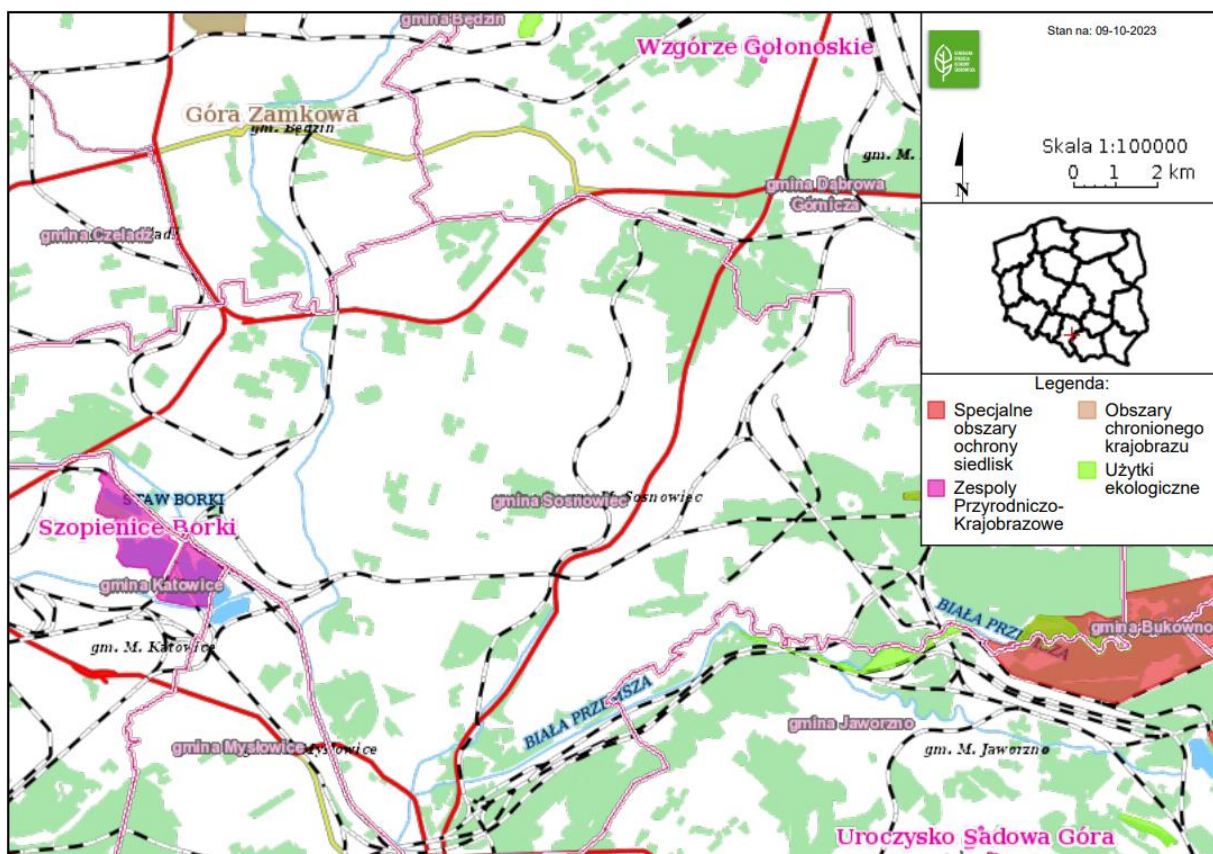 gmina Będzin
Wzgórze Gołonoskie
Stan na: 09-10-2023
Góra Zamkowa
gm. Będzin
Skala 1:100000
0 1 2 km
N
gm. M.
gmina Dąbrowa
Górnicza
gmina Czeladź
Legenda:
Specjalne
obszary
ochrony
siedlisk
Zespoły
Przyrodniczo-
Krajobrazowe
Obszary
chronionego
krajobrazu
Użytki
ekologiczne
STAW BORKI
gmina Sosnowiec
M. Sosnowiec
Szopienice Borki
gmina Katowice
BIAŁA PRZEMSZA
gmina Bukowno
gm. M. Katowice
BIAŁA PRZEMSZA
gmina Jaworzno
gmina Mysłowice
Mysłowice
gm. M. Jaworzno
Uroczysko Sadowa Góra